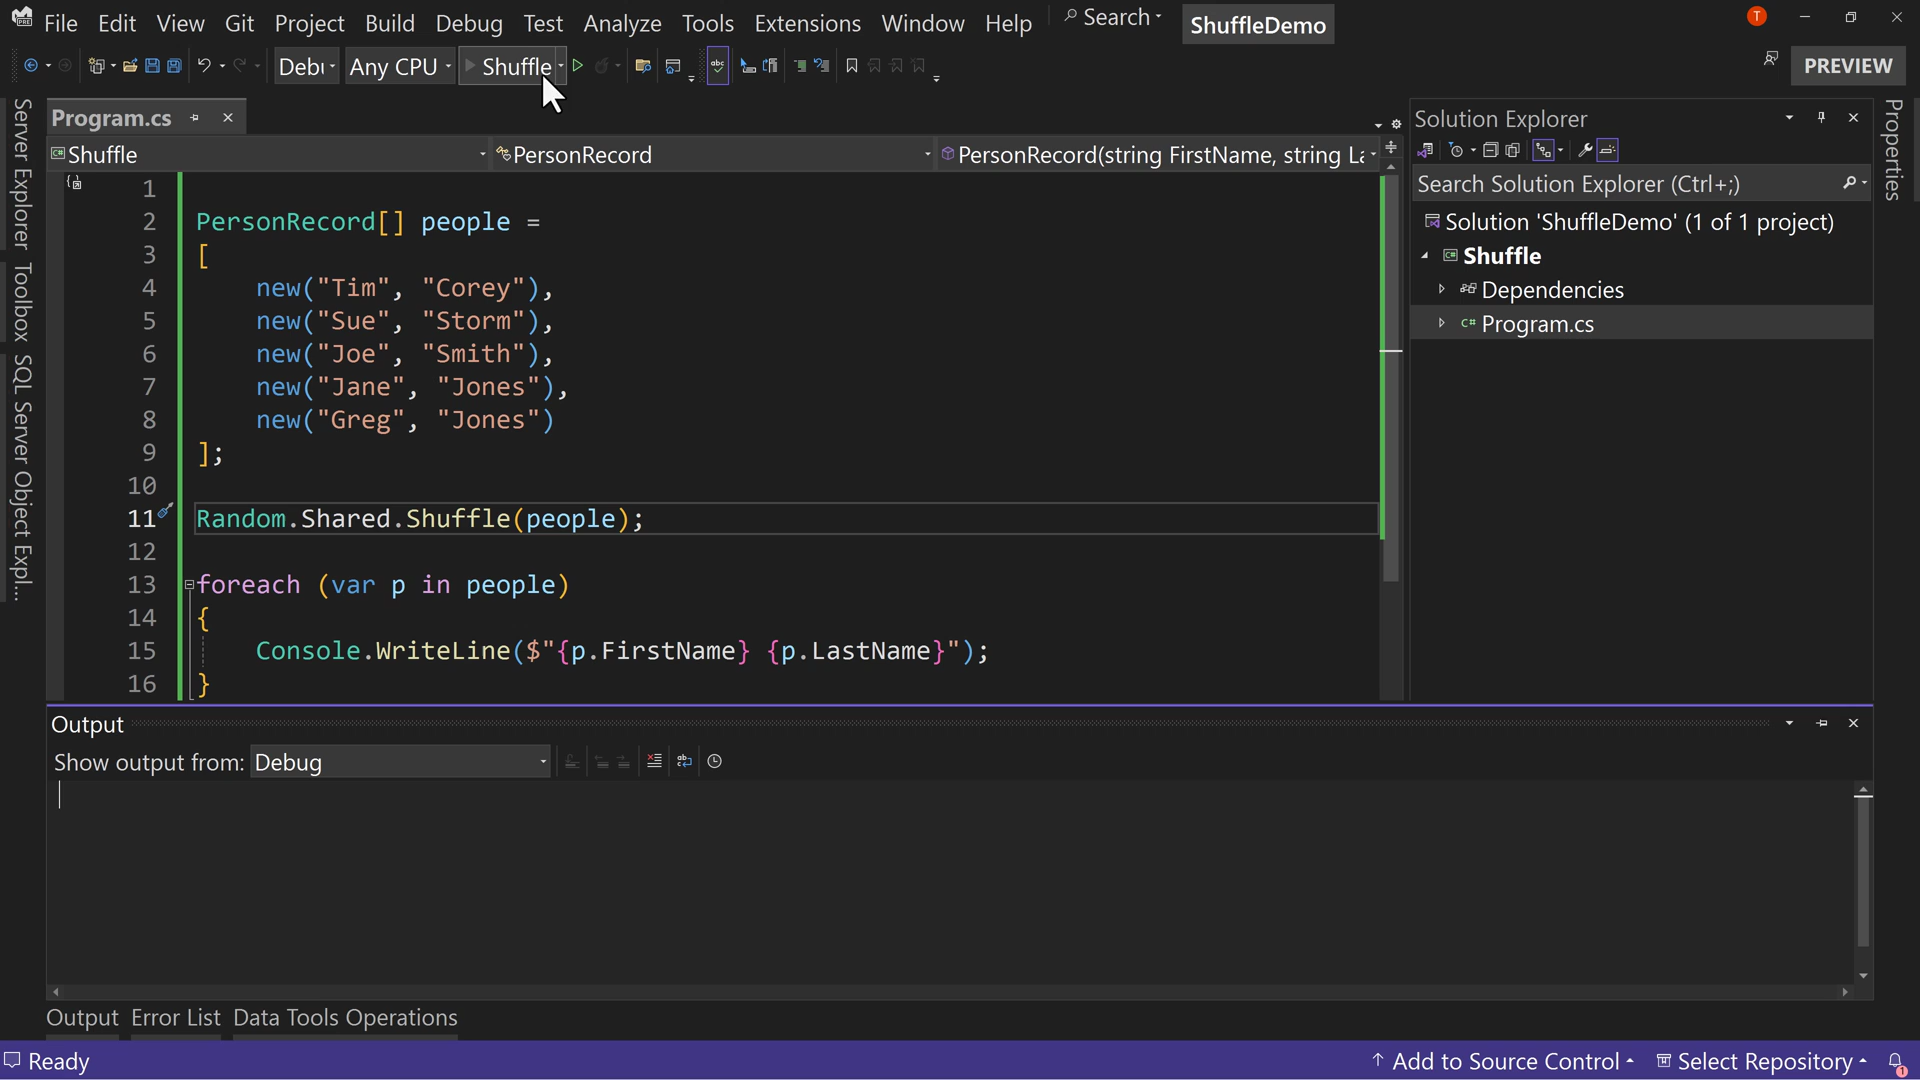 File Edit View Git Project Build Debug Test Analyze Tools Extensions Window Help Search ShuffleDemo T
Any CPU Shuffle abc PREVIEW
Program.cs
Shuffle PersonRecord PersonRecord(string FirstName, string La
1
2 PersonRecord[] people =
3 [
4 new("Tim", "Corey"),
5 new("Sue", "Storm"),
6 new("Joe", "Smith"),
7 new("Jane", "Jones"),
8 new("Greg", "Jones")
9 ];
10
11 Random.Shared.Shuffle(people);
12
13 foreach (var p in people)
14 {
15 Console.WriteLine($"{p.FirstName} {p.LastName}");
16 }
Server Explorer
Toolbox
SQL Server Object Expl...
Solution Explorer
Search Solution Explorer (Ctrl+;)
Solution 'ShuffleDemo' (1 of 1 project)
C# Shuffle
Dependencies
C# Program.cs
Properties
Output
Show output from: Debug
Output Error List Data Tools Operations
Ready Add to Source Control Select Repository 1